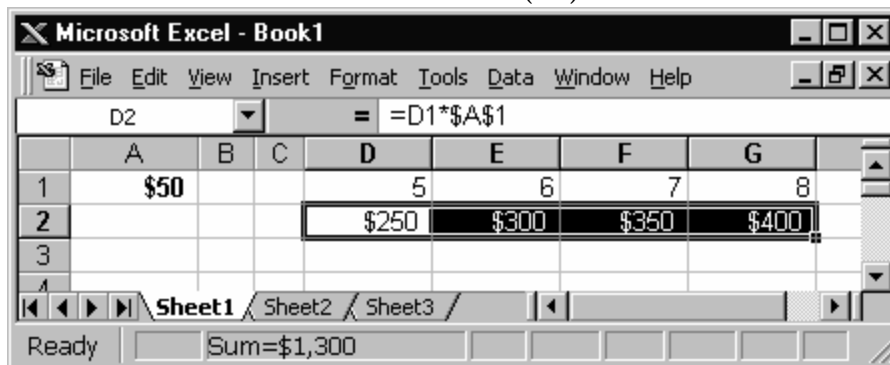 Microsoft Excel - Book1
File Edit View Insert Format Tools Data Window Help
D2 = =D1*$A$1
A B C D E F G
1 $50 5 6 7 8
2 $250 $300 $350 $400
3
4
Sheet1 Sheet2 Sheet3
Ready Sum=$1,300